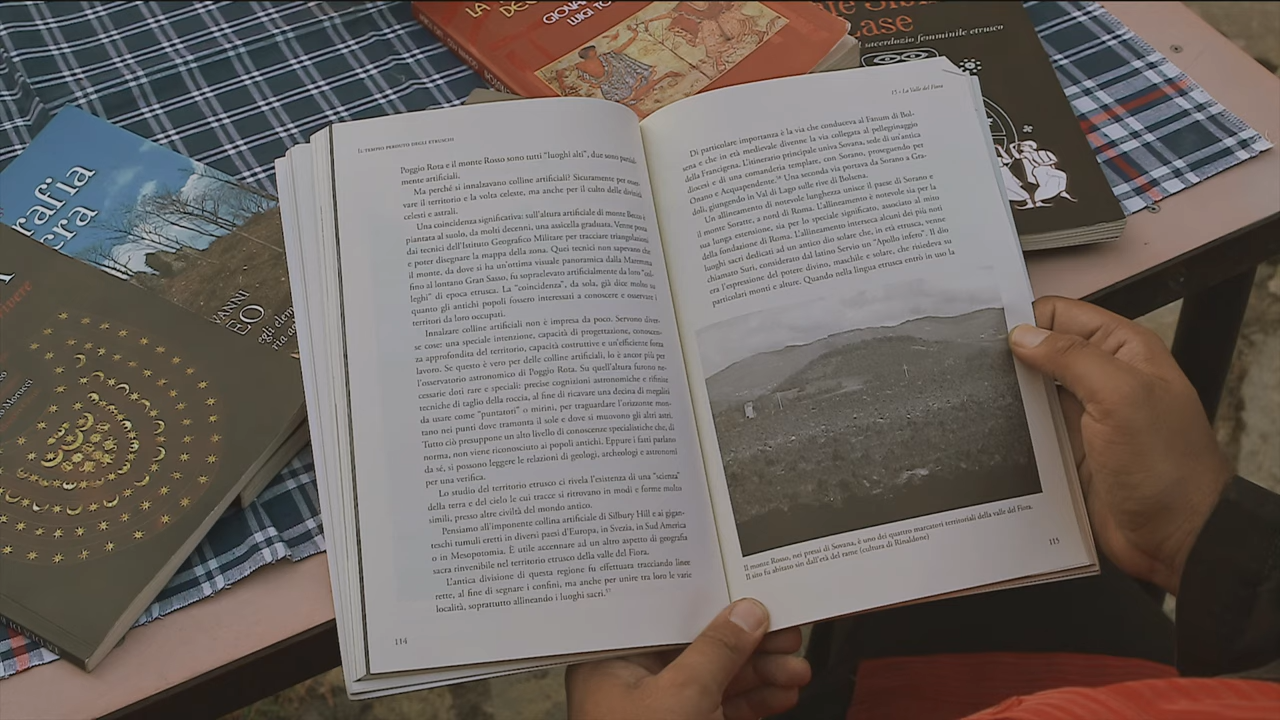 LA
DEC
GIOVA
LUIGI TO
Lase
l sacerdozio femminile etrusco
rafia
cra
VANNI
EO
egli elem
ria ag
vivere
o Merucci
IL TEMPIO PERDUTO DEGLI ETRUSCHI
Poggio Rota e il monte Rosso sono tutti "luoghi alti", due sono parzial-
mente artificiali.
Ma perché si innalzavano colline artificiali? Sicuramente per osser-
vare il territorio e la volta celeste, ma anche per il culto delle divinità
celesti e astrali.
Una coincidenza significativa: sull'altura artificiale di monte Becco è
piantata al suolo, da molti decenni, una assicella graduata. Venne posta
dai tecnici dell'Istituto Geografico Militare per tracciare triangolazioni
e poter disegnare la mappa della zona. Quei tecnici non sapevano che
il monte, da dove si ha un'ottima visuale panoramica dalla Maremma
fino al lontano Gran Sasso, fu sopraelevato artificialmente da loro "col-
leghi" di epoca etrusca. La "coincidenza", da sola, già dice molto su
quanto gli antichi popoli fossero interessati a conoscere e osservare i
territori da loro occupati.
Innalzare colline artificiali non è impresa da poco. Servono diver-
se cose: una speciale intenzione, capacità di progettazione, conoscen-
za approfondita del territorio, capacità costruttive e un'efficiente forza
lavoro. Se questo è vero per delle colline artificiali, lo è ancor più per
l'osservatorio astronomico di Poggio Rota. Su quell'altura furono ne-
cessarie doti rare e speciali: precise cognizioni astronomiche e rifinite
tecniche di taglio della roccia, al fine di ricavare una decina di megaliti
da usare come "puntatori" o mirini, per traguardare l'orizzonte mon-
tano nei punti dove tramonta il sole e dove si muovono gli altri astri.
Tutto ciò presuppone un alto livello di conoscenze specialistiche che, di
norma, non viene riconosciuto ai popoli antichi. Eppure i fatti parlano
da sé, si possono leggere le relazioni di geologi, archeologi e astronomi
per una verifica.
Lo studio del territorio etrusco ci rivela l'esistenza di una "scienza"
della terra e del cielo le cui tracce si ritrovano in modi e forme molto
simili, presso altre civiltà del mondo antico.
Pensiamo all'imponente collina artificiale di Silbury Hill e ai gigan-
teschi tumuli eretti in diversi paesi d'Europa, in Svezia, in Sud America
o in Mesopotomia. È utile accennare ad un altro aspetto di geografia
sacra rinvenibile nel territorio etrusco della valle del Fiora.
L'antica divisione di questa regione fu effettuata tracciando linee
rette, al fine di segnare i confini, ma anche per unire tra loro le varie
località, soprattutto allineando i luoghi sacri.
114
15 - La Valle del Fiora
Di particolare importanza è la via che conduceva al Fanum di Bol-
sena e che in età medievale divenne la via collegata al pellegrinaggio
della Francigena. L'itinerario principale univa Sovana, sede di un'antica
diocesi e di una comanderia templare, con Sorano, proseguendo per
Onano e Acquapendente. Una seconda via portava da Sorano a Gra-
doli, giungendo in Val di Lago sulle rive di Bolsena.
Un allineamento di notevole lunghezza unisce il paese di Sorano e
il monte Soratte, a nord di Roma. L'allineamento è notevole sia per la
sua lunga estensione, sia per lo speciale significato, associato al mito
della fondazione di Roma. L'allineamento interseca alcuni dei più noti
luoghi sacri dedicati ad un antico dio solare che, in età etrusca, venne
chiamato Suri, considerato dal latino Servio un "Apollo infero". Il dio
era l'espressione del potere divino, maschile e solare, che risiedeva su
particolari monti e alture. Quando nella lingua etrusca entrò in uso la
Il monte Rosso, nei pressi di Sovana, è uno dei quattro marcatori territoriali della valle del Fiora.
Il sito fu abitato sin dall'età del rame (cultura di Rinaldone)
115